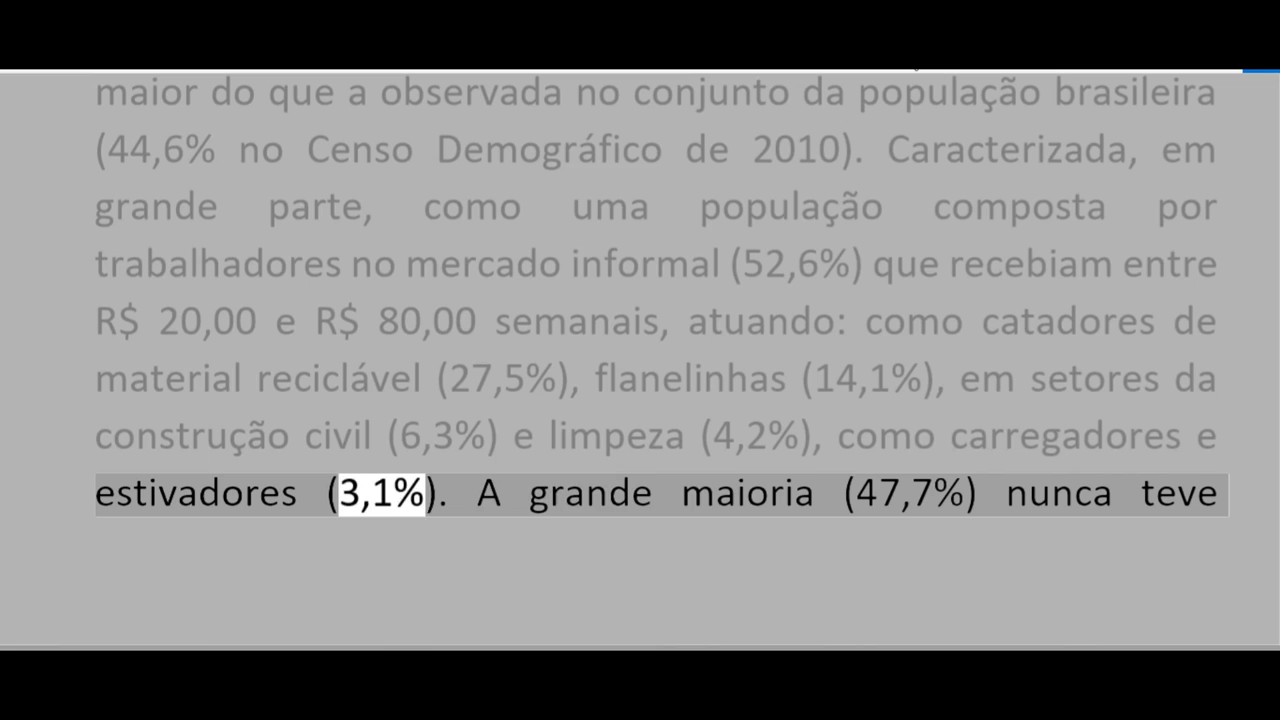 maior do que a observada no conjunto da população brasileira
(44,6% no Censo Demográfico de 2010). Caracterizada, em
grande parte, como uma população composta por
trabalhadores no mercado informal (52,6%) que recebiam entre
R$ 20,00 e R$ 80,00 semanais, atuando: como catadores de
material reciclável (27,5%), flanelinhas (14,1%), em setores da
construção civil (6,3%) e limpeza (4,2%), como carregadores e
estivadores (3,1%). A grande maioria (47,7%) nunca teve